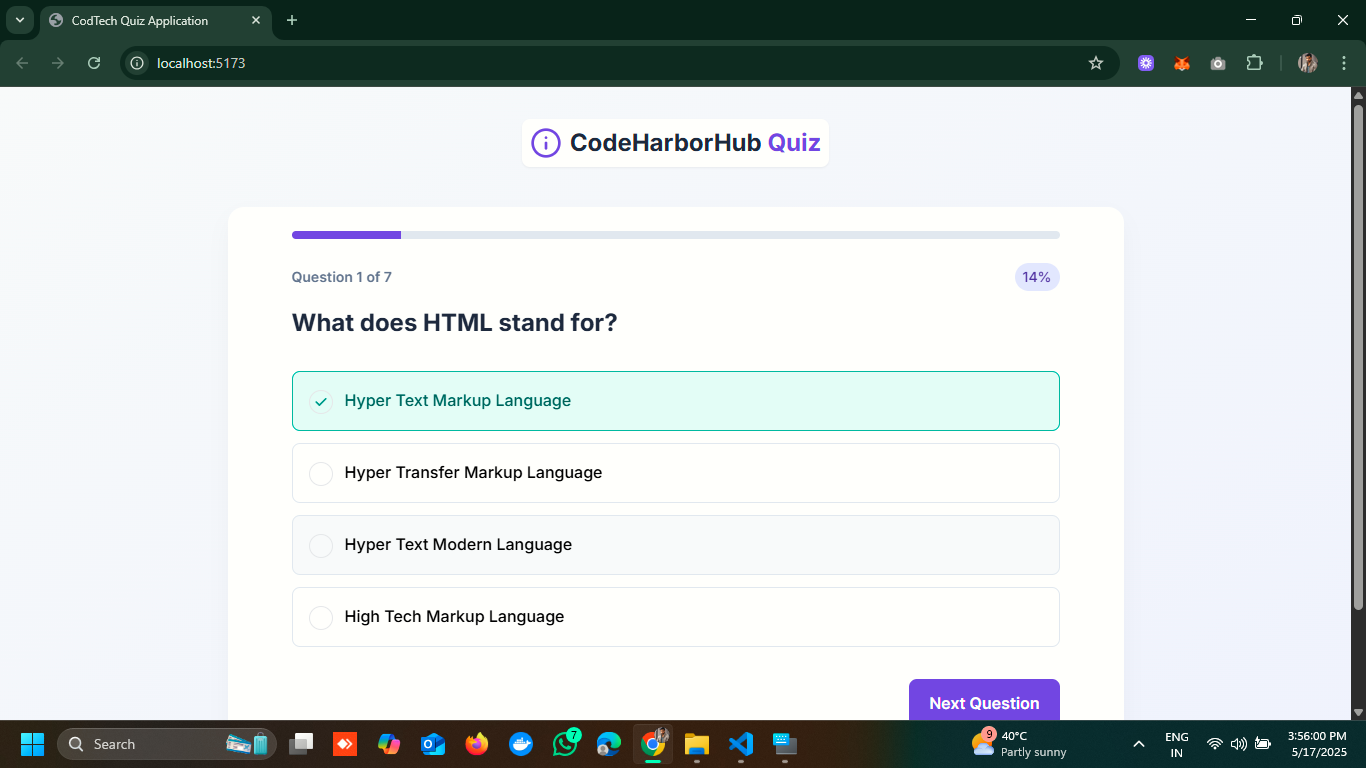 CodTech Quiz Application
localhost:5173
CodeHarborHub Quiz
Question 1 of 7
14%
What does HTML stand for?
Hyper Text Markup Language
Hyper Transfer Markup Language
Hyper Text Modern Language
High Tech Markup Language
Next Question
Search
7
9
40°C
Partly sunny
ENG
IN
3:56:00 PM
5/17/2025